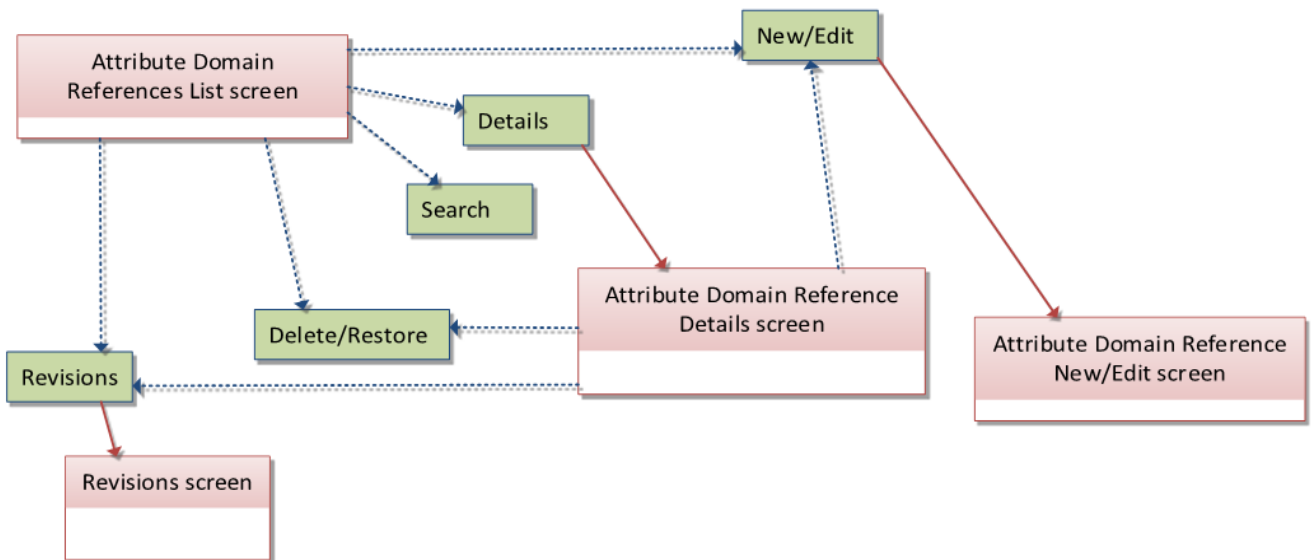 New/Edit
Attribute Domain
References List screen
Details
Search
Attribute Domain Reference
Details screen
Delete/Restore
Attribute Domain Reference
New/Edit screen
Revisions
Revisions screen